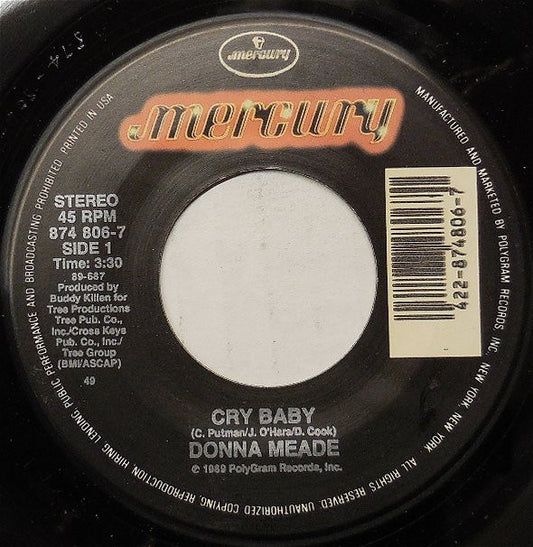 mercury
mercury
STEREO
45 RPM
874 806-7
SIDE 1
Time: 3:30
89-687
Produced by
Buddy Killen for
Tree Productions
Tree Pub. Co.,
Inc./Cross Keys
Pub. Co., Inc./
Tree Group
(BMI/ASCAP)
49
422-874806-7
CRY BABY
(C. Putman/J. O'Hara/D. Cook)
DONNA MEADE
℗ 1989 PolyGram Records, Inc.
MANUFACTURED AND MARKETED BY POLYGRAM RECORDS, INC., NEW YORK, NEW YORK. ALL RIGHTS RESERVED. UNAUTHORIZED COPYING, REPRODUCTION, HIRING, LENDING, PUBLIC PERFORMANCE AND BROADCASTING PROHIBITED. PRINTED IN USA